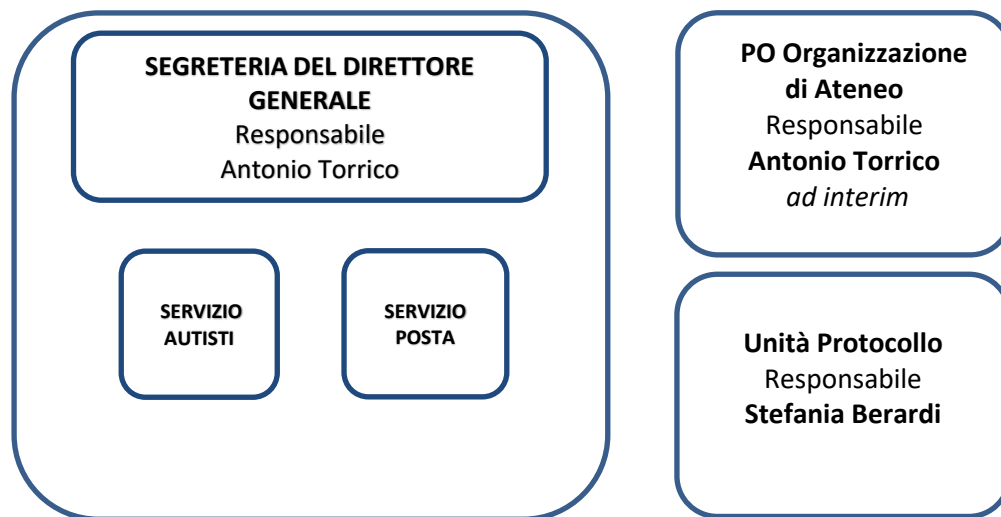 SEGRETERIA DEL DIRETTORE
GENERALE
Responsabile
Antonio Torrico
SERVIZIO
AUTISTI
SERVIZIO
POSTA
PO Organizzazione
di Ateneo
Responsabile
Antonio Torrico
ad interim
Unità Protocollo
Responsabile
Stefania Berardi